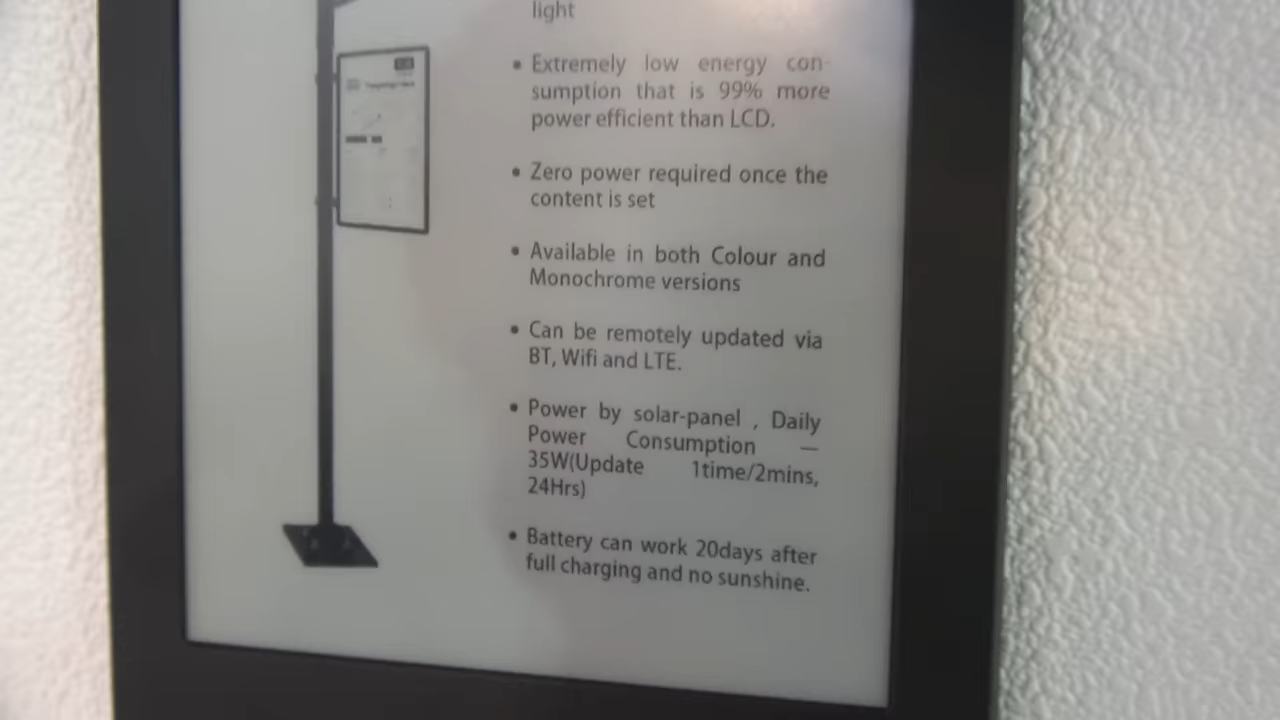 light
• Extremely low energy con-
sumption that is 99% more
power efficient than LCD.
• Zero power required once the
content is set
• Available in both Colour and
Monochrome versions
• Can be remotely updated via
BT, Wifi and LTE.
• Power by solar-panel , Daily
Power Consumption —
35W(Update 1time/2mins,
24Hrs)
• Battery can work 20days after
full charging and no sunshine.